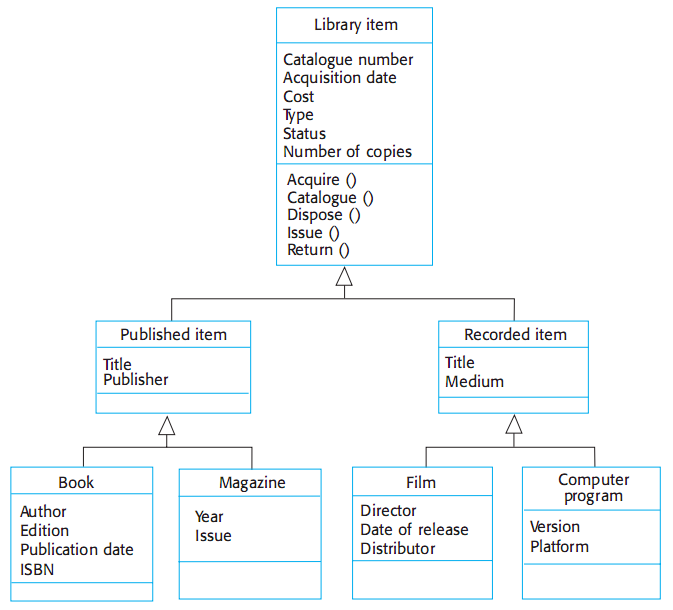 Library item
Catalogue number
Acquisition date
Cost
Type
Status
Number of copies
Acquire ()
Catalogue ()
Dispose ()
Issue ()
Return ()
Published item
Title
Publisher
Recorded item
Title
Medium
Book
Author
Edition
Publication date
ISBN
Magazine
Year
Issue
Film
Director
Date of release
Distributor
Computer
program
Version
Platform